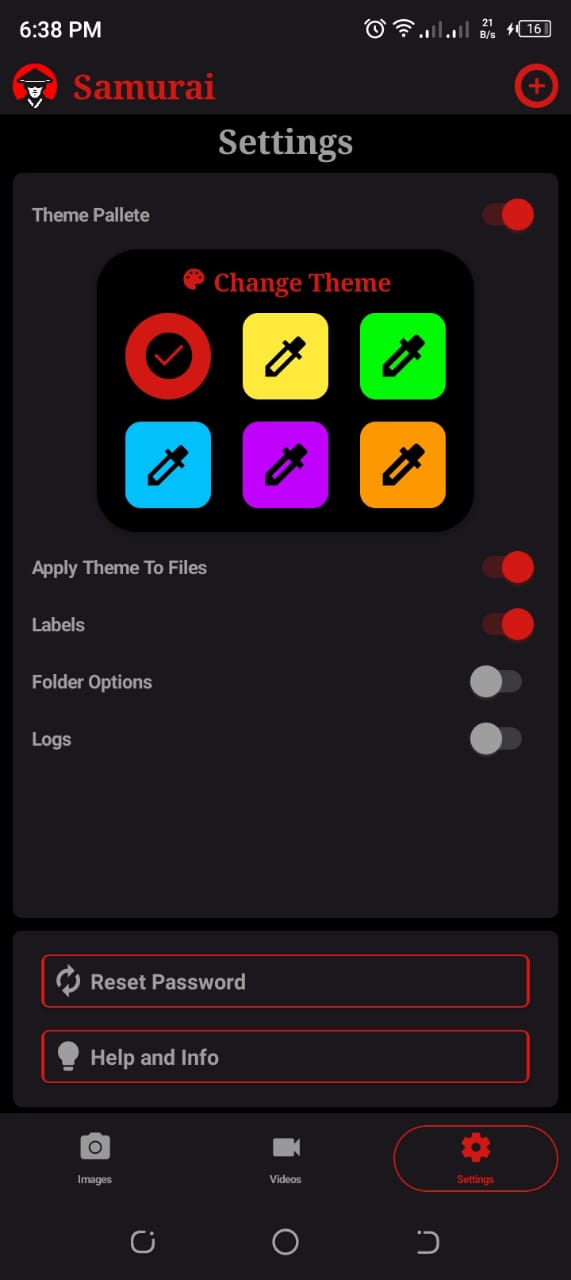 6:38 PM
21
B/s
16
Samurai
Settings
Theme Pallete
Change Theme
Apply Theme To Files
Labels
Folder Options
Logs
Reset Password
Help and Info
Images
Videos
Settings